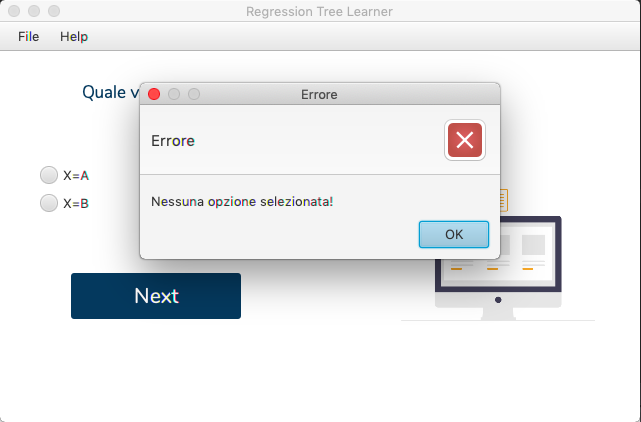 Regression Tree Learner
File Help
Quale
Errore
Errore
X=A
X=B
Nessuna opzione selezionata!
OK
Next